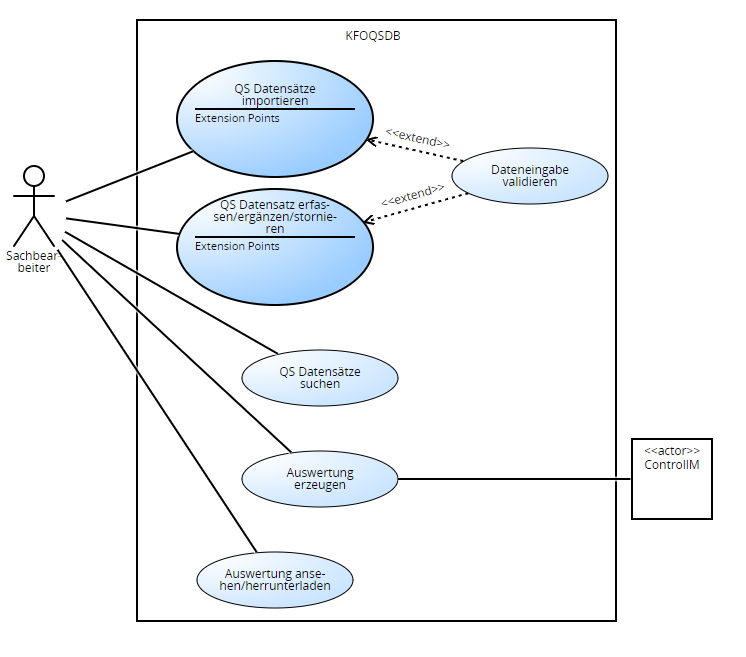 KFOQSDB
QS Datensätze
importieren
Extension Points
<<extend>>
Dateneingabe
validieren
<<extend>>
QS Datensatz erfas-
sen/ergänzen/stornie-
ren
Extension Points
Sachbear-
beiter
QS Datensätze
suchen
Auswertung
erzeugen
<<actor>>
ControlIM
Auswertung anse-
hen/herrunterladen